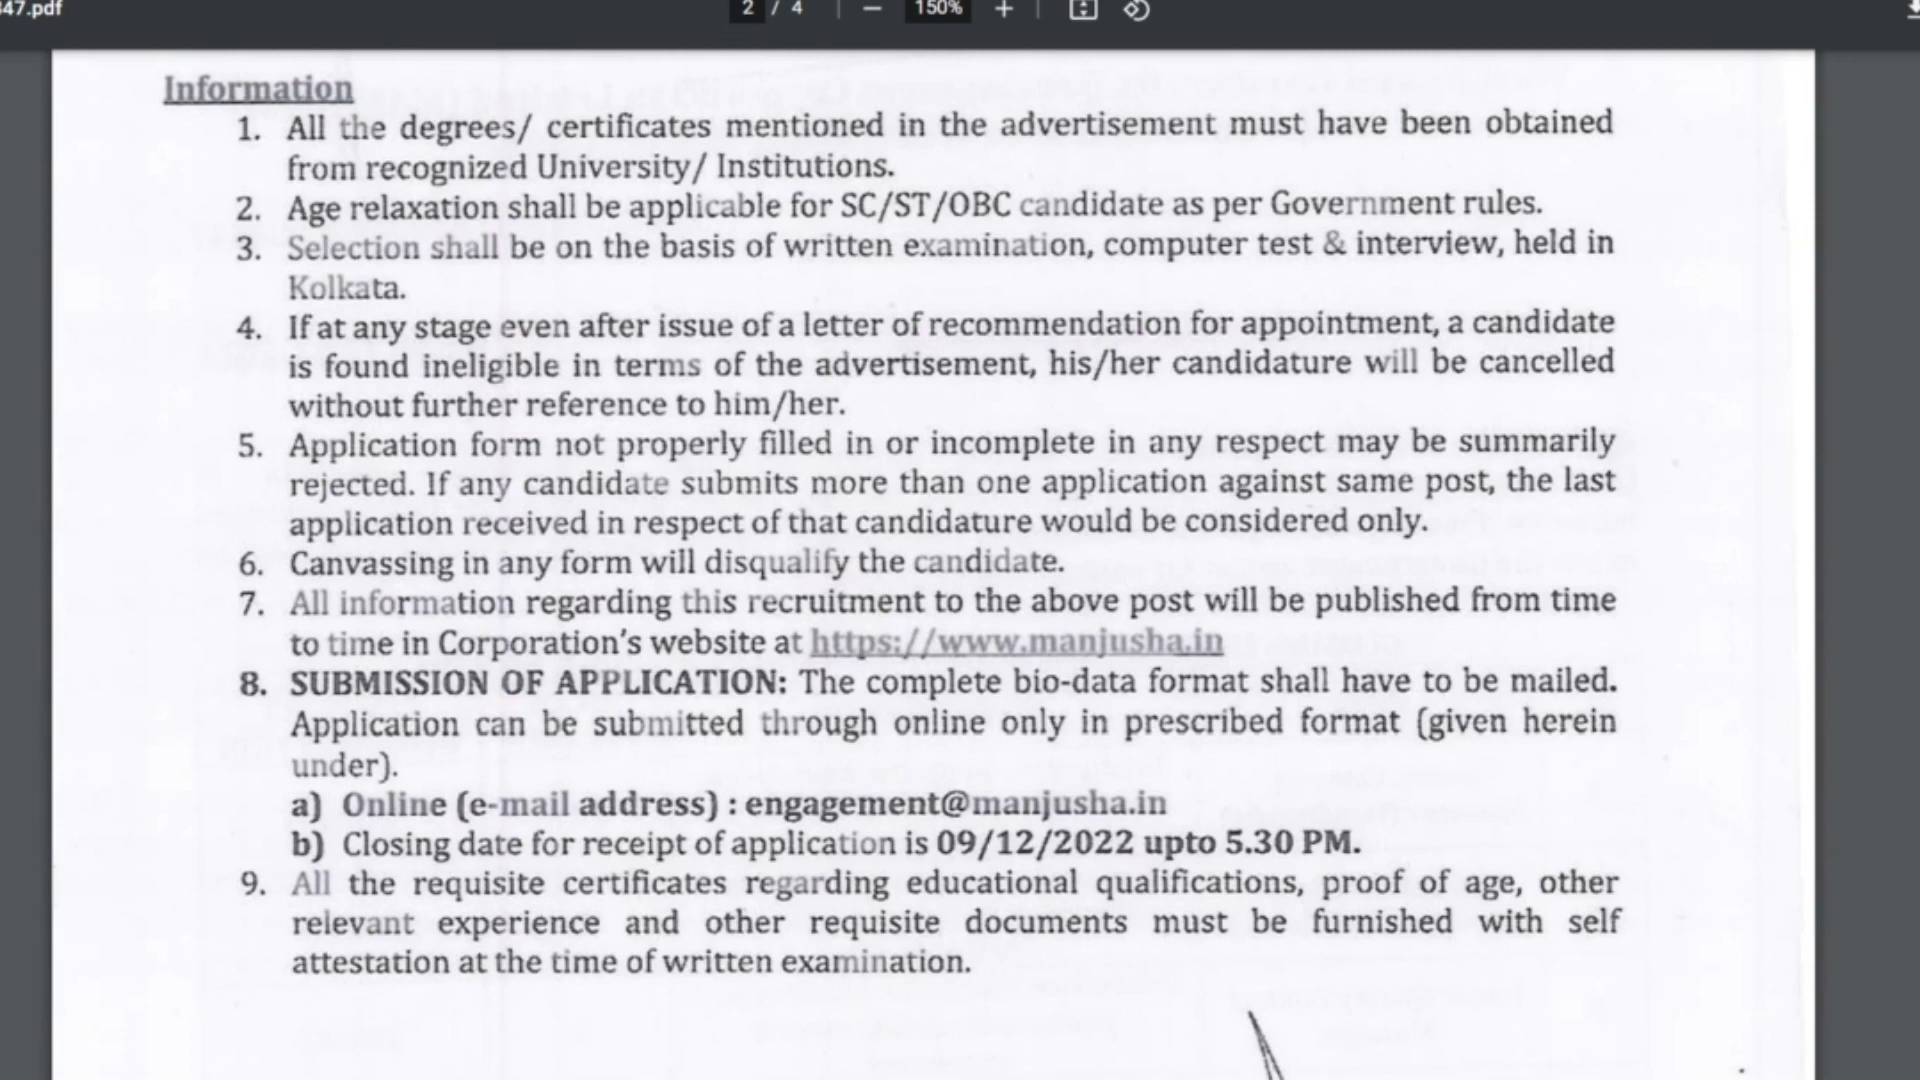 47.pdf
2 / 4
150%
Information
1. All the degrees/ certificates mentioned in the advertisement must have been obtained
from recognized University/ Institutions.
2. Age relaxation shall be applicable for SC/ST/OBC candidate as per Government rules.
3. Selection shall be on the basis of written examination, computer test & interview, held in
Kolkata.
4. If at any stage even after issue of a letter of recommendation for appointment, a candidate
is found ineligible in terms of the advertisement, his/her candidature will be cancelled
without further reference to him/her.
5. Application form not properly filled in or incomplete in any respect may be summarily
rejected. If any candidate submits more than one application against same post, the last
application received in respect of that candidature would be considered only.
6. Canvassing in any form will disqualify the candidate.
7. All information regarding this recruitment to the above post will be published from time
to time in Corporation's website at https://www.manjusha.in
8. SUBMISSION OF APPLICATION: The complete bio-data format shall have to be mailed.
Application can be submitted through online only in prescribed format (given herein
under).
a) Online (e-mail address) : engagement@manjusha.in
b) Closing date for receipt of application is 09/12/2022 upto 5.30 PM.
9. All the requisite certificates regarding educational qualifications, proof of age, other
relevant experience and other requisite documents must be furnished with self
attestation at the time of written examination.